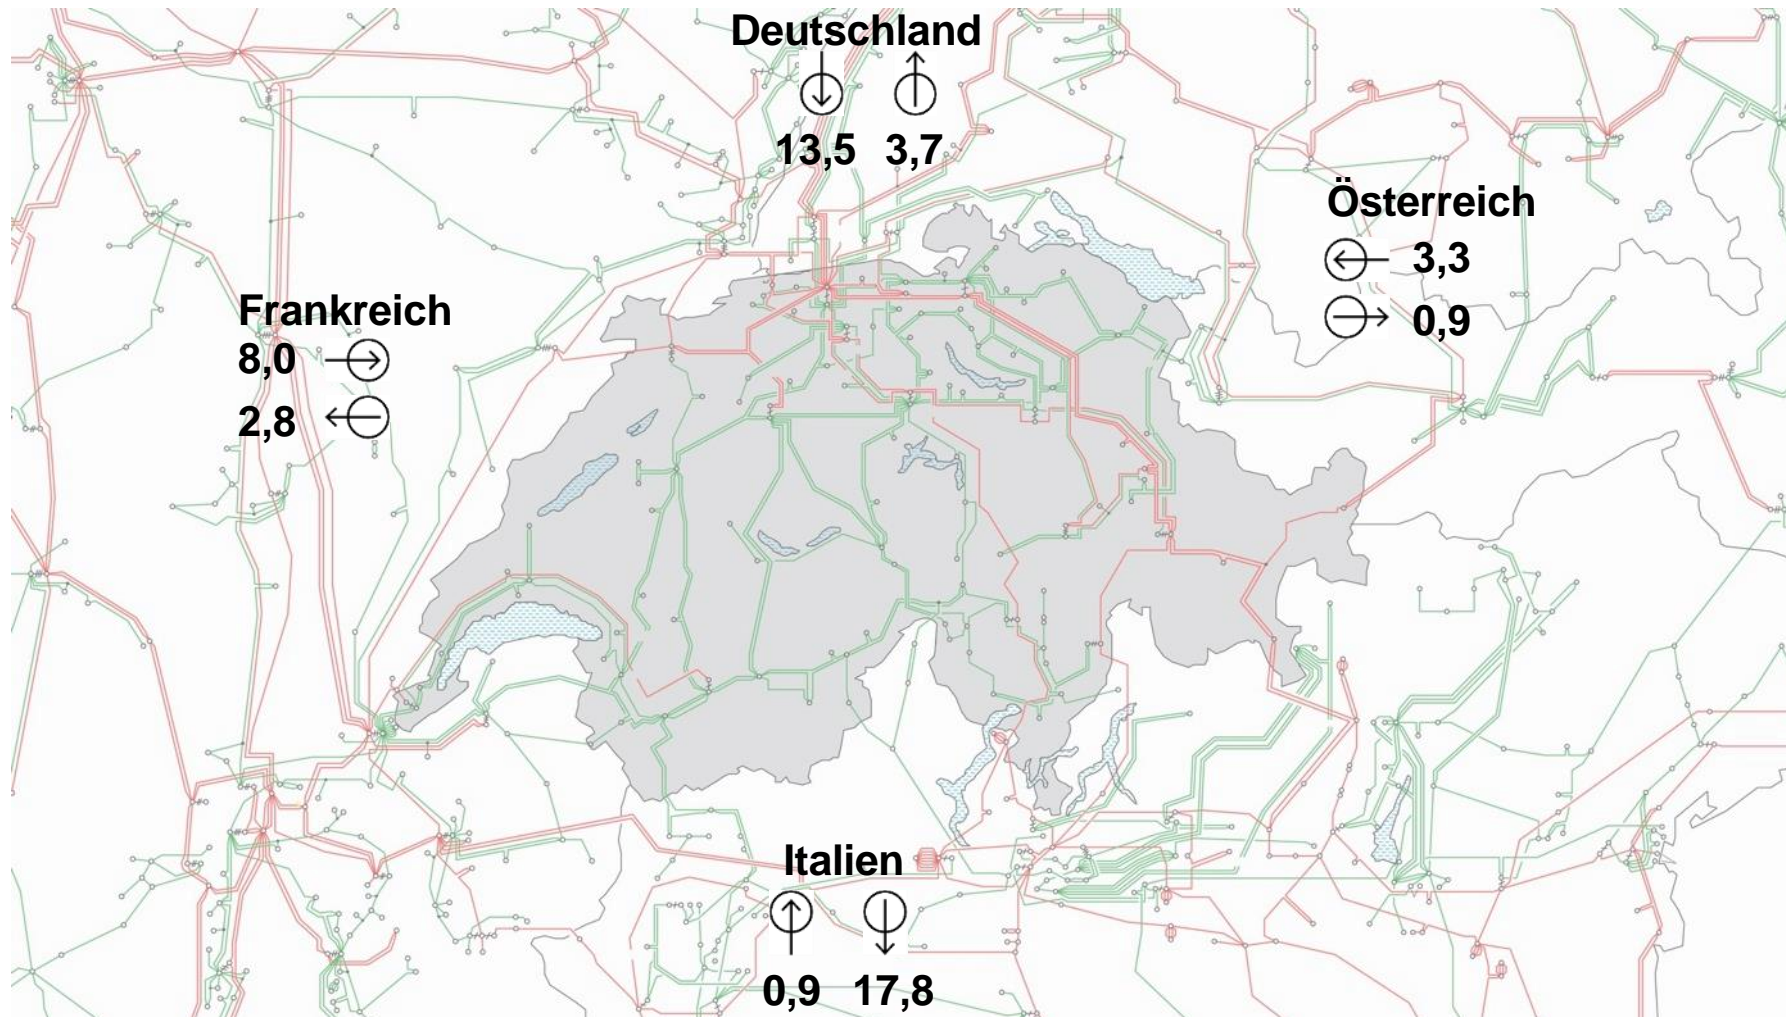 Deutschland
13,5 3,7
Österreich
3,3
0,9
Frankreich
8,0
2,8
Italien
0,9 17,8